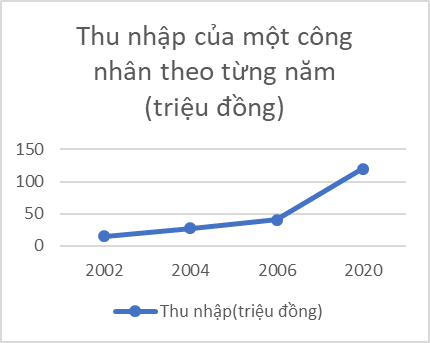 Thu nhập của một công
nhân theo từng năm
(triệu đồng)
150
100
50
0
2002 2004 2006 2020
Thu nhập(triệu đồng)